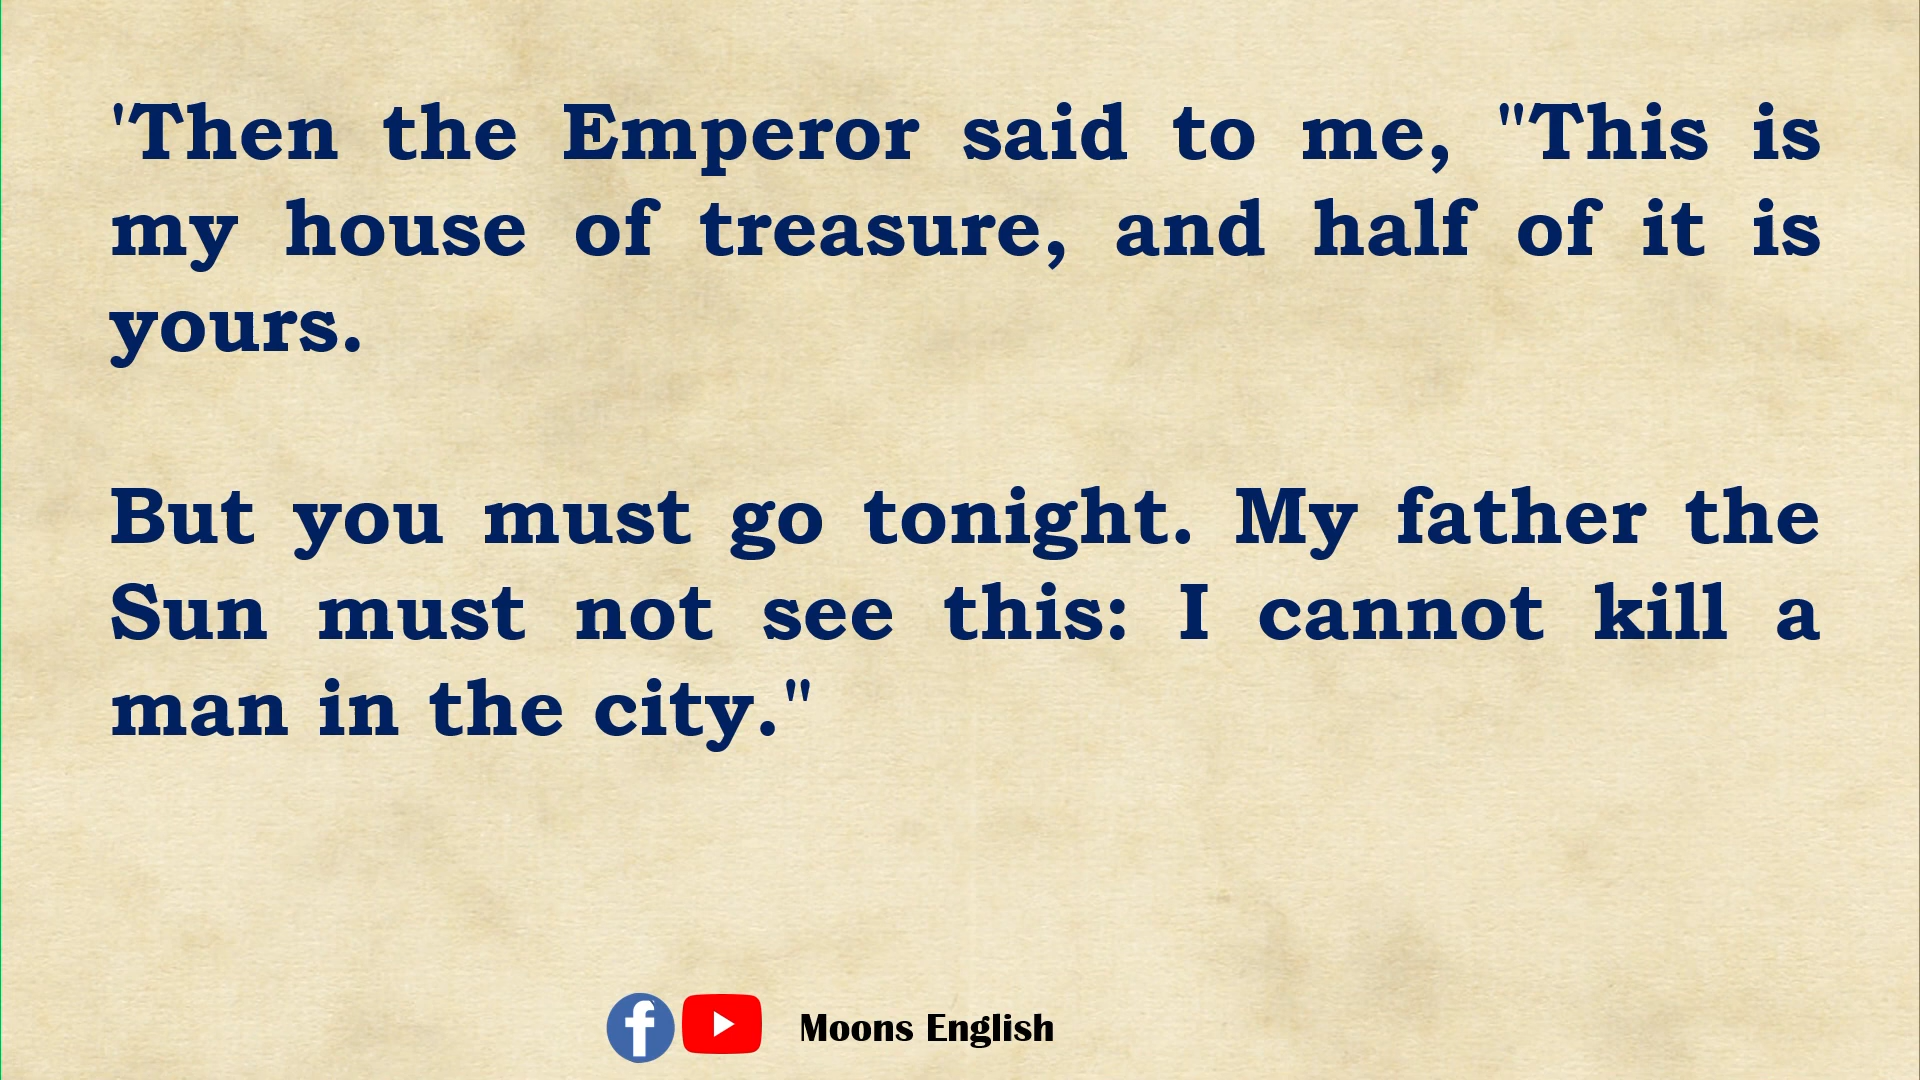 'Then the Emperor said to me, "This is
my house of treasure, and half of it is
yours.
But you must go tonight. My father the
Sun must not see this: I cannot kill a
man in the city."
f
Moons English